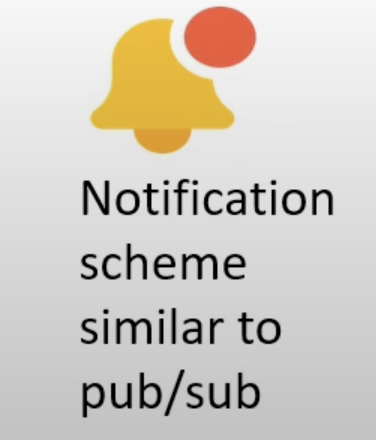 Notification
scheme
similar to
pub/sub